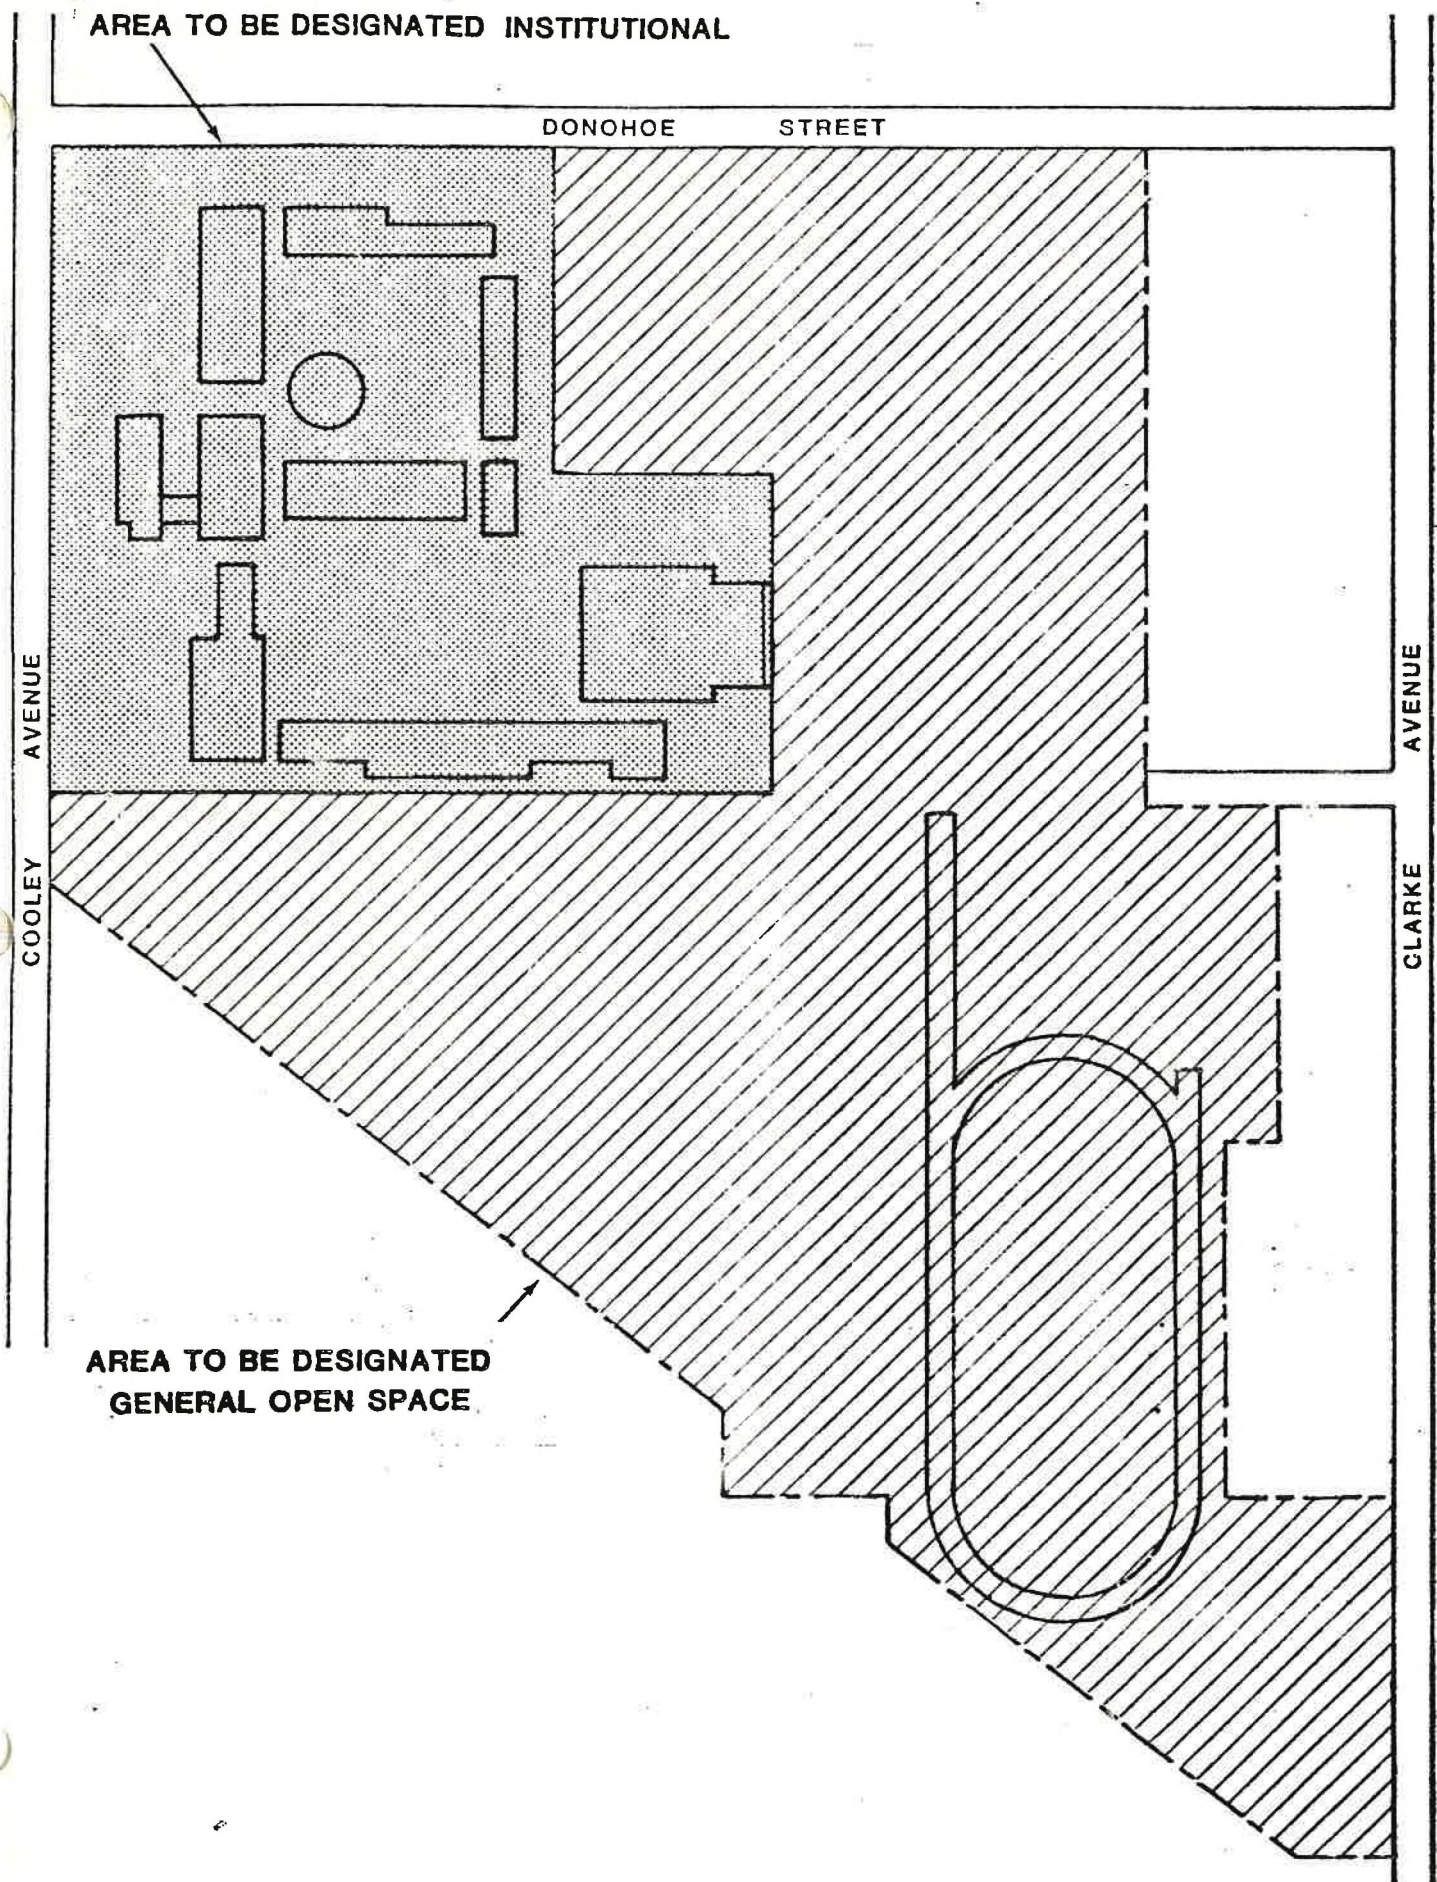 AREA TO BE DESIGNATED INSTITUTIONAL
DONOHOE STREET
COOLEY AVENUE
CLARKE AVENUE
AREA TO BE DESIGNATED
GENERAL OPEN SPACE